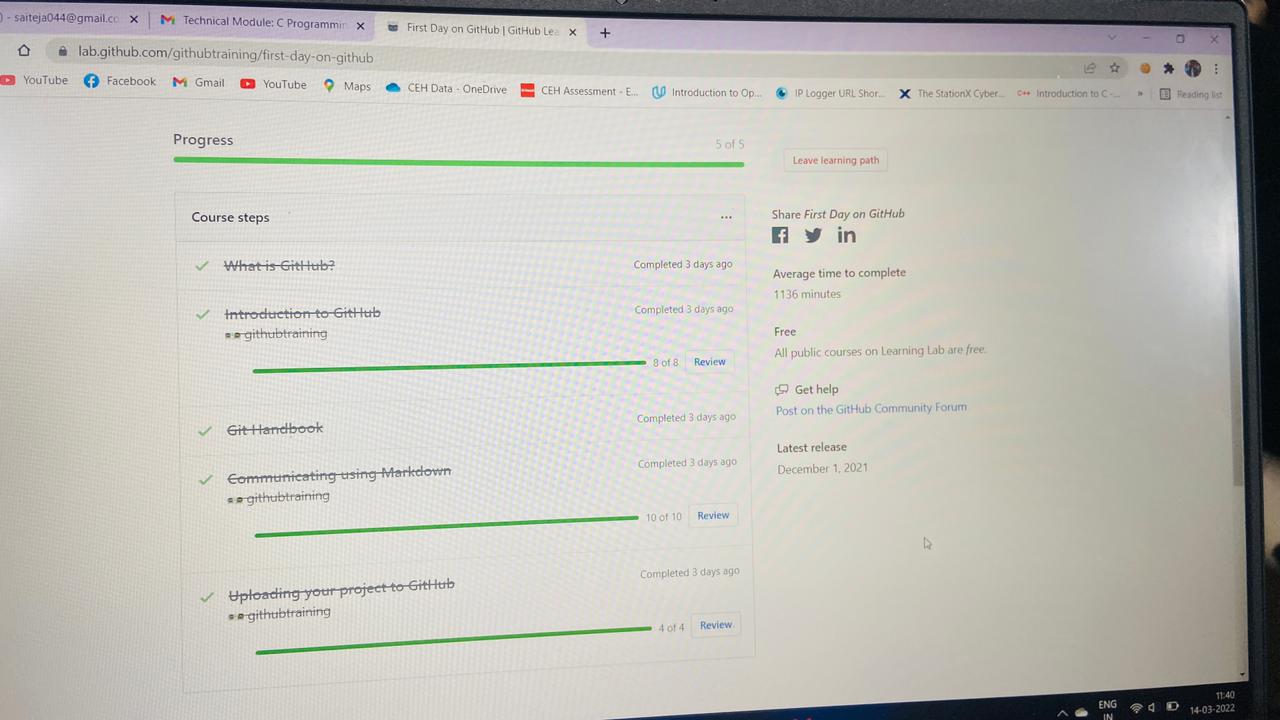 ) - saiteja044@gmail.co
Technical Module: C Programmin
First Day on GitHub | GitHub Lea
lab.github.com/githubtraining/first-day-on-github
YouTube
Facebook
Gmail
YouTube
Maps
CEH Data - OneDrive
CEH Assessment - E...
Introduction to Op...
IP Logger URL Shor...
The StationX Cyber...
C++ Introduction to C -...
»
Reading list
Progress
5 of 5
Leave learning path
Course steps
...
What is GitHub?
Completed 3 days ago
Introduction to GitHub
Completed 3 days ago
githubtraining
8 of 8
Review
Git Handbook
Completed 3 days ago
Communicating using Markdown
Completed 3 days ago
githubtraining
10 of 10
Review
Uploading your project to GitHub
Completed 3 days ago
githubtraining
4 of 4
Review
Share First Day on GitHub
Average time to complete
1136 minutes
Free
All public courses on Learning Lab are free.
Get help
Post on the GitHub Community Forum
Latest release
December 1, 2021
ENG
IN
11:40
14-03-2022